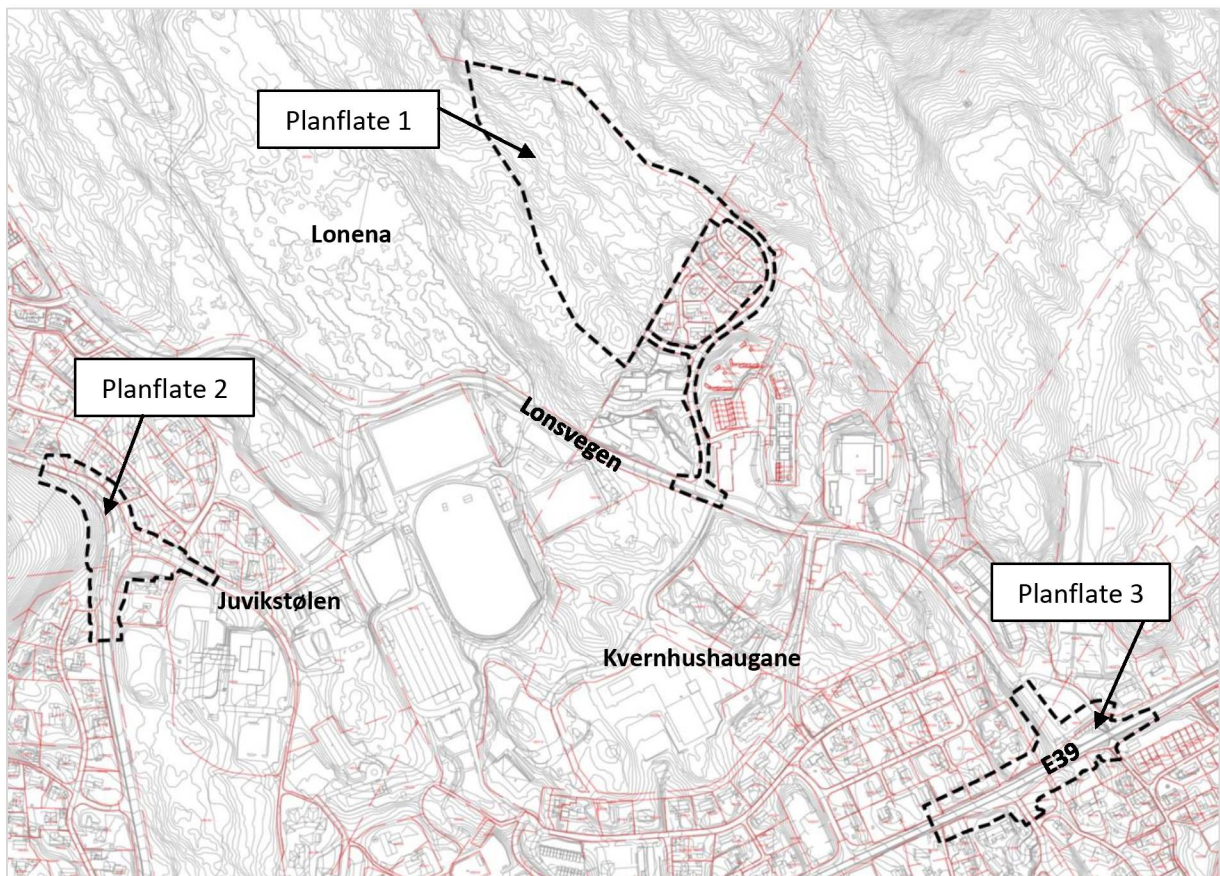 Planflate 1
Lonena
Planflate 2
Lonsvegen
Juvikstølen
Planflate 3
Kvernhushaugane
E39